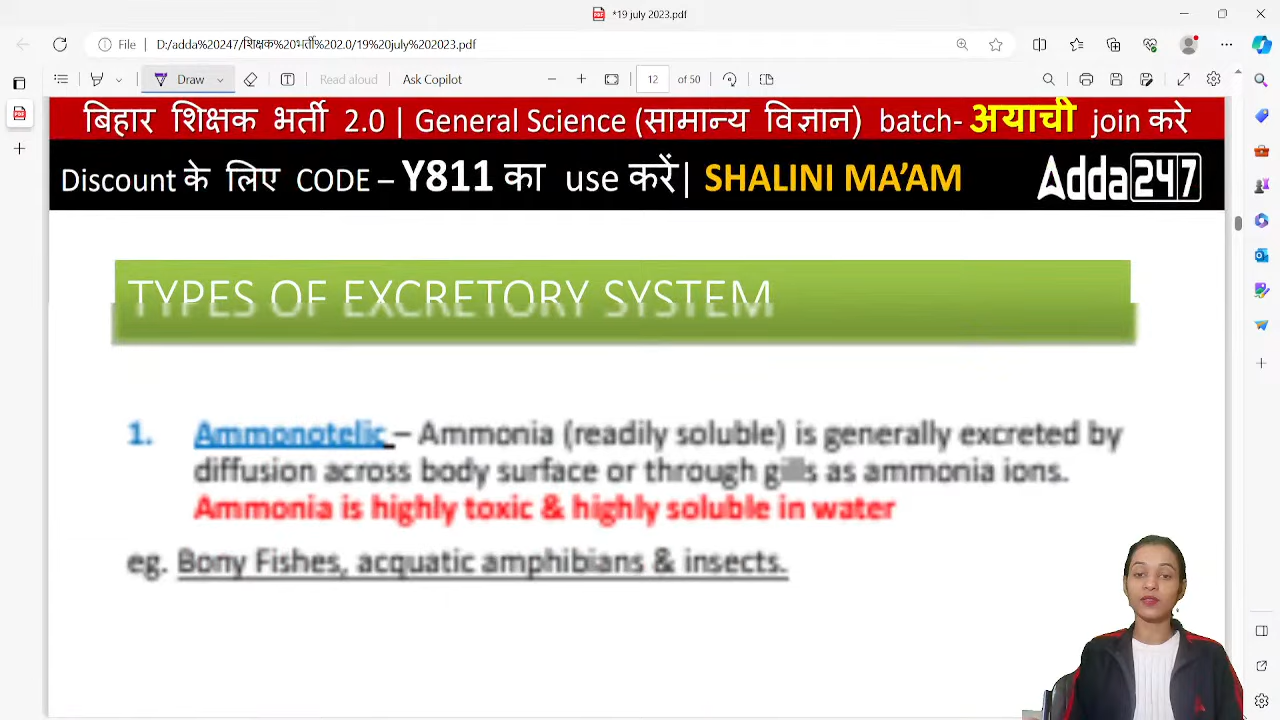 *19 july 2023.pdf
File D:/adda%20247/शिक्षक%20भर्ती%202.0/19%20july%202023.pdf
Draw Read aloud Ask Copilot 12 of 50
बिहार शिक्षक भर्ती 2.0 | General Science (सामान्य विज्ञान) batch- अयाची join करे
Discount के लिए CODE – Y811 का use करें| SHALINI MA’AM Adda 247
TYPES OF EXCRETORY SYSTEM
1. Ammonotelic – Ammonia (readily soluble) is generally excreted by
diffusion across body surface or through gills as ammonia ions.
Ammonia is highly toxic & highly soluble in water
eg. Bony Fishes, acquatic amphibians & insects.